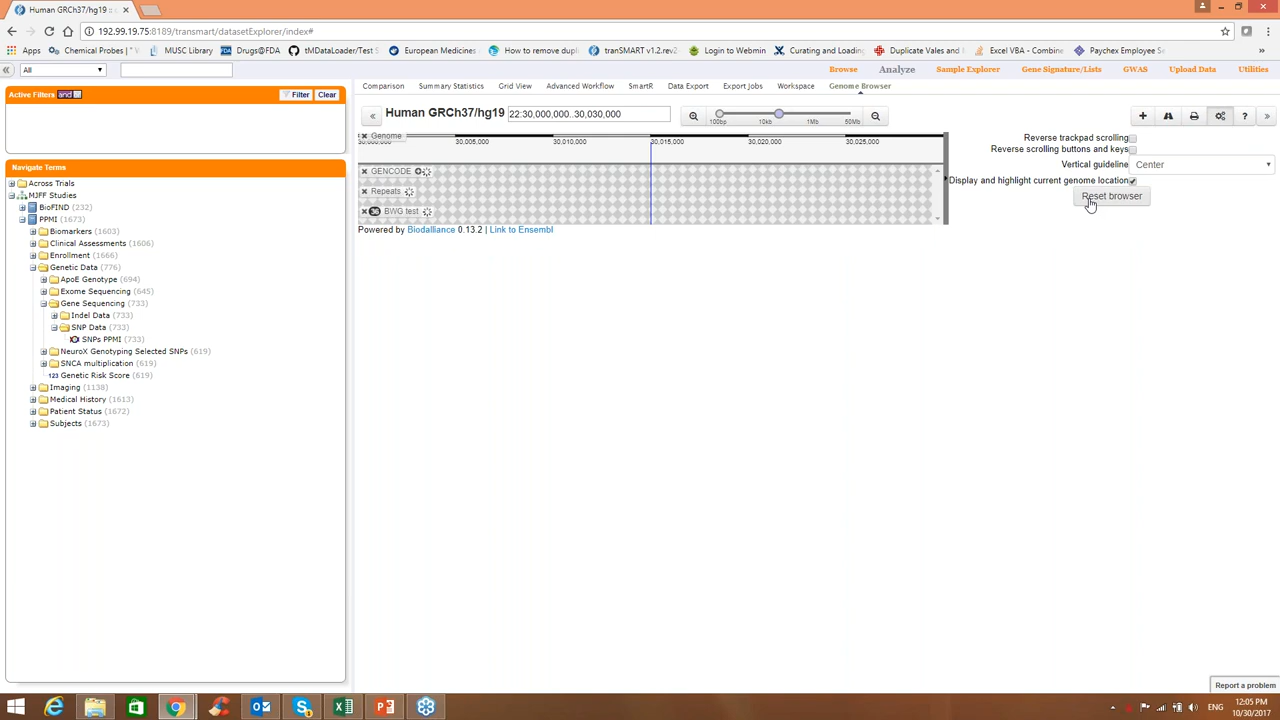 Human GRCh37/hg19 ::
192.99.19.75:8189/transmart/datasetExplorer/index#
Apps Chemical Probes | " MUSC Library Drugs@FDA tMDataLoader/Test S European Medicines How to remove dupli tranSMART v1.2.rev2 Login to Webmin Curating and Loading Duplicate Vales and Excel VBA - Combine Paychex Employee Se
All
Browse Analyze Sample Explorer Gene Signature/Lists GWAS Upload Data Utilities
Active Filters and Filter Clear
Comparison Summary Statistics Grid View Advanced Workflow SmartR Data Export Export Jobs Workspace Genome Browser
« Human GRCh37/hg19 22:30,000,000..30,030,000 100bp 10kb 1Mb 50Mb + ? »
Genome
30,000,000 30,005,000 30,010,000 30,015,000 30,020,000 30,025,000
GENCODE
Repeats
BWG test
Powered by Biodalliance 0.13.2 | Link to Ensembl
Reverse trackpad scrolling
Reverse scrolling buttons and keys
Vertical guideline Center
Display and highlight current genome location
Reset browser
Navigate Terms
Across Trials
MJFF Studies
BioFIND (232)
PPMI (1673)
Biomarkers (1603)
Clinical Assessments (1606)
Enrollment (1666)
Genetic Data (776)
ApoE Genotype (694)
Exome Sequencing (645)
Gene Sequencing (733)
Indel Data (733)
SNP Data (733)
SNPs PPMI (733)
NeuroX Genotyping Selected SNPs (619)
SNCA multiplication (619)
123 Genetic Risk Score (619)
Imaging (1138)
Medical History (1613)
Patient Status (1672)
Subjects (1673)
Report a problem
ENG
12:05 PM
10/30/2017